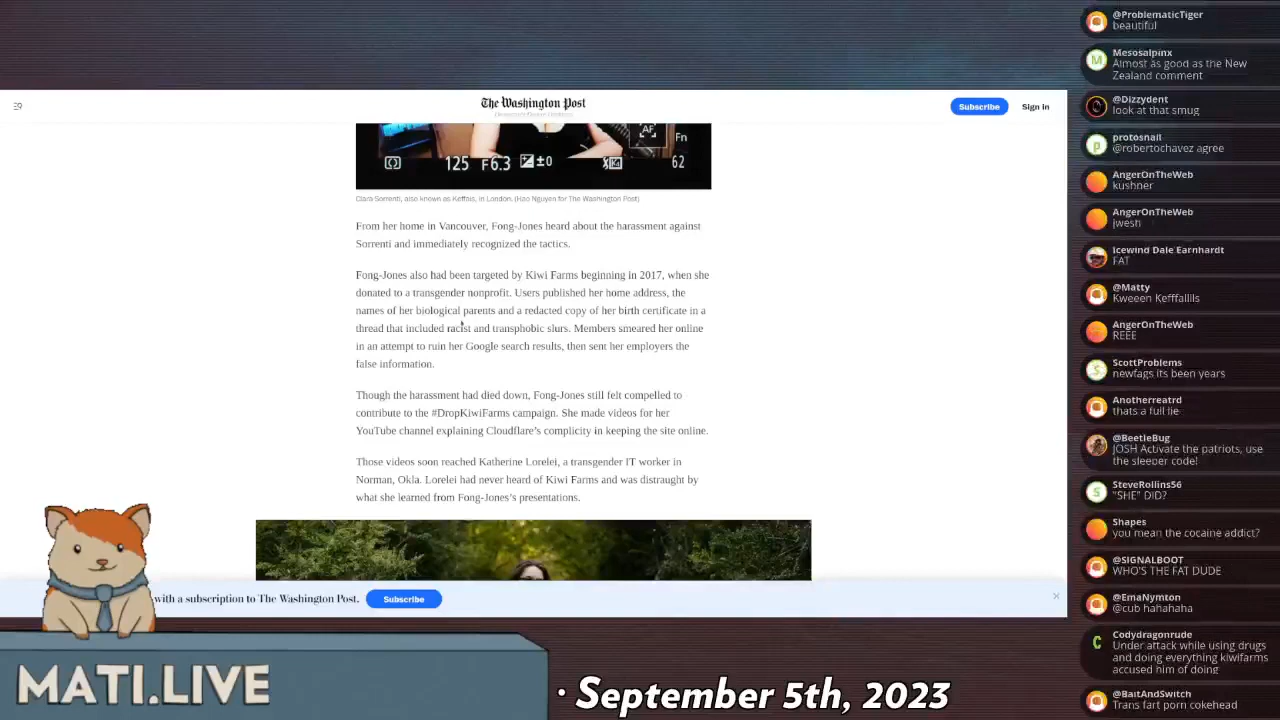 The Washington Post
Democracy Dies in Darkness
Subscribe
Sign in
AF
Fn
125 F6.3 ±0
62
Clara Sorrenti, also known as Keffals, in London. (Kao Nguyen for The Washington Post)
From her home in Vancouver, Fong-Jones heard about the harassment against
Sorrenti and immediately recognized the tactics.
Fong-Jones also had been targeted by Kiwi Farms beginning in 2017, when she
donated to a transgender nonprofit. Users published her home address, the
names of her biological parents and a redacted copy of her birth certificate in a
thread that included racist and transphobic slurs. Members smeared her online
in an attempt to ruin her Google search results, then sent her employers the
false information.
Though the harassment had died down, Fong-Jones still felt compelled to
contribute to the #DropKiwiFarms campaign. She made videos for her
YouTube channel explaining Cloudflare's complicity in keeping the site online.
Those videos soon reached Katherine Lorelei, a transgender IT worker in
Norman, Okla. Lorelei had never heard of Kiwi Farms and was distraught by
what she learned from Fong-Jones's presentations.
with a subscription to The Washington Post.
Subscribe
MATI.LIVE
· September 5th, 2023
@ProblematicTiger
beautiful
Mesosalpinx
Almost as good as the New
Zealand comment
@Dizzydent
look at that smug
protosnail
@robertochavez agree
AngerOnTheWeb
kushner
AngerOnTheWeb
jwesh
Icewind Dale Earnhardt
FAT
@Matty
Kweeen Kefffallls
AngerOnTheWeb
REEE
ScottProblems
newfags its been years
Anotherreatrd
thats a full lie
@BeetleBug
JOSH Activate the patriots, use
the sleeper code!
SteveRollins56
"SHE" DID?
Shapes
you mean the cocaine addict?
@SIGNALBOOT
WHO'S THE FAT DUDE
@EmaNymton
@cub hahahaha
Codydragonrude
Under attack while using drugs
and doing everything kiwifarms
accused him of doing
@BaitAndSwitch
Trans fart porn cokehead